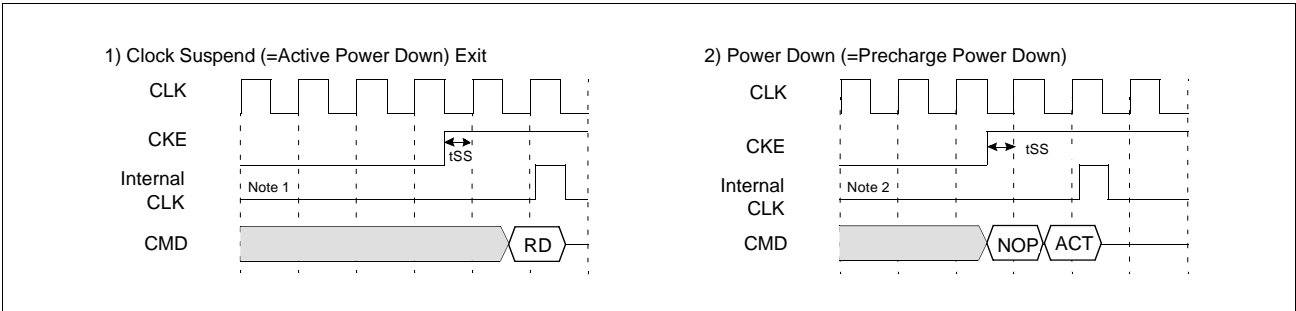 1) Clock Suspend (=Active Power Down) Exit
CLK
CKE
tSS
Internal
CLK
Note 1
CMD
RD
2) Power Down (=Precharge Power Down)
CLK
CKE
tSS
Internal
CLK
Note 2
CMD
NOP
ACT